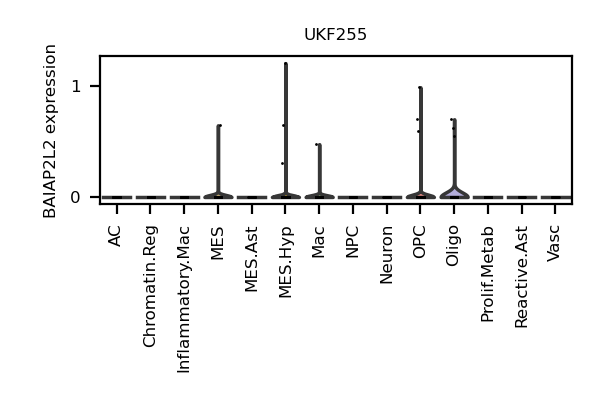 UKF255
BAIAP2L2 expression
1
0
AC
Chromatin.Reg
Inflammatory.Mac
MES
MES.Ast
MES.Hyp
Mac
NPC
Neuron
OPC
Oligo
Prolif.Metab
Reactive.Ast
Vasc